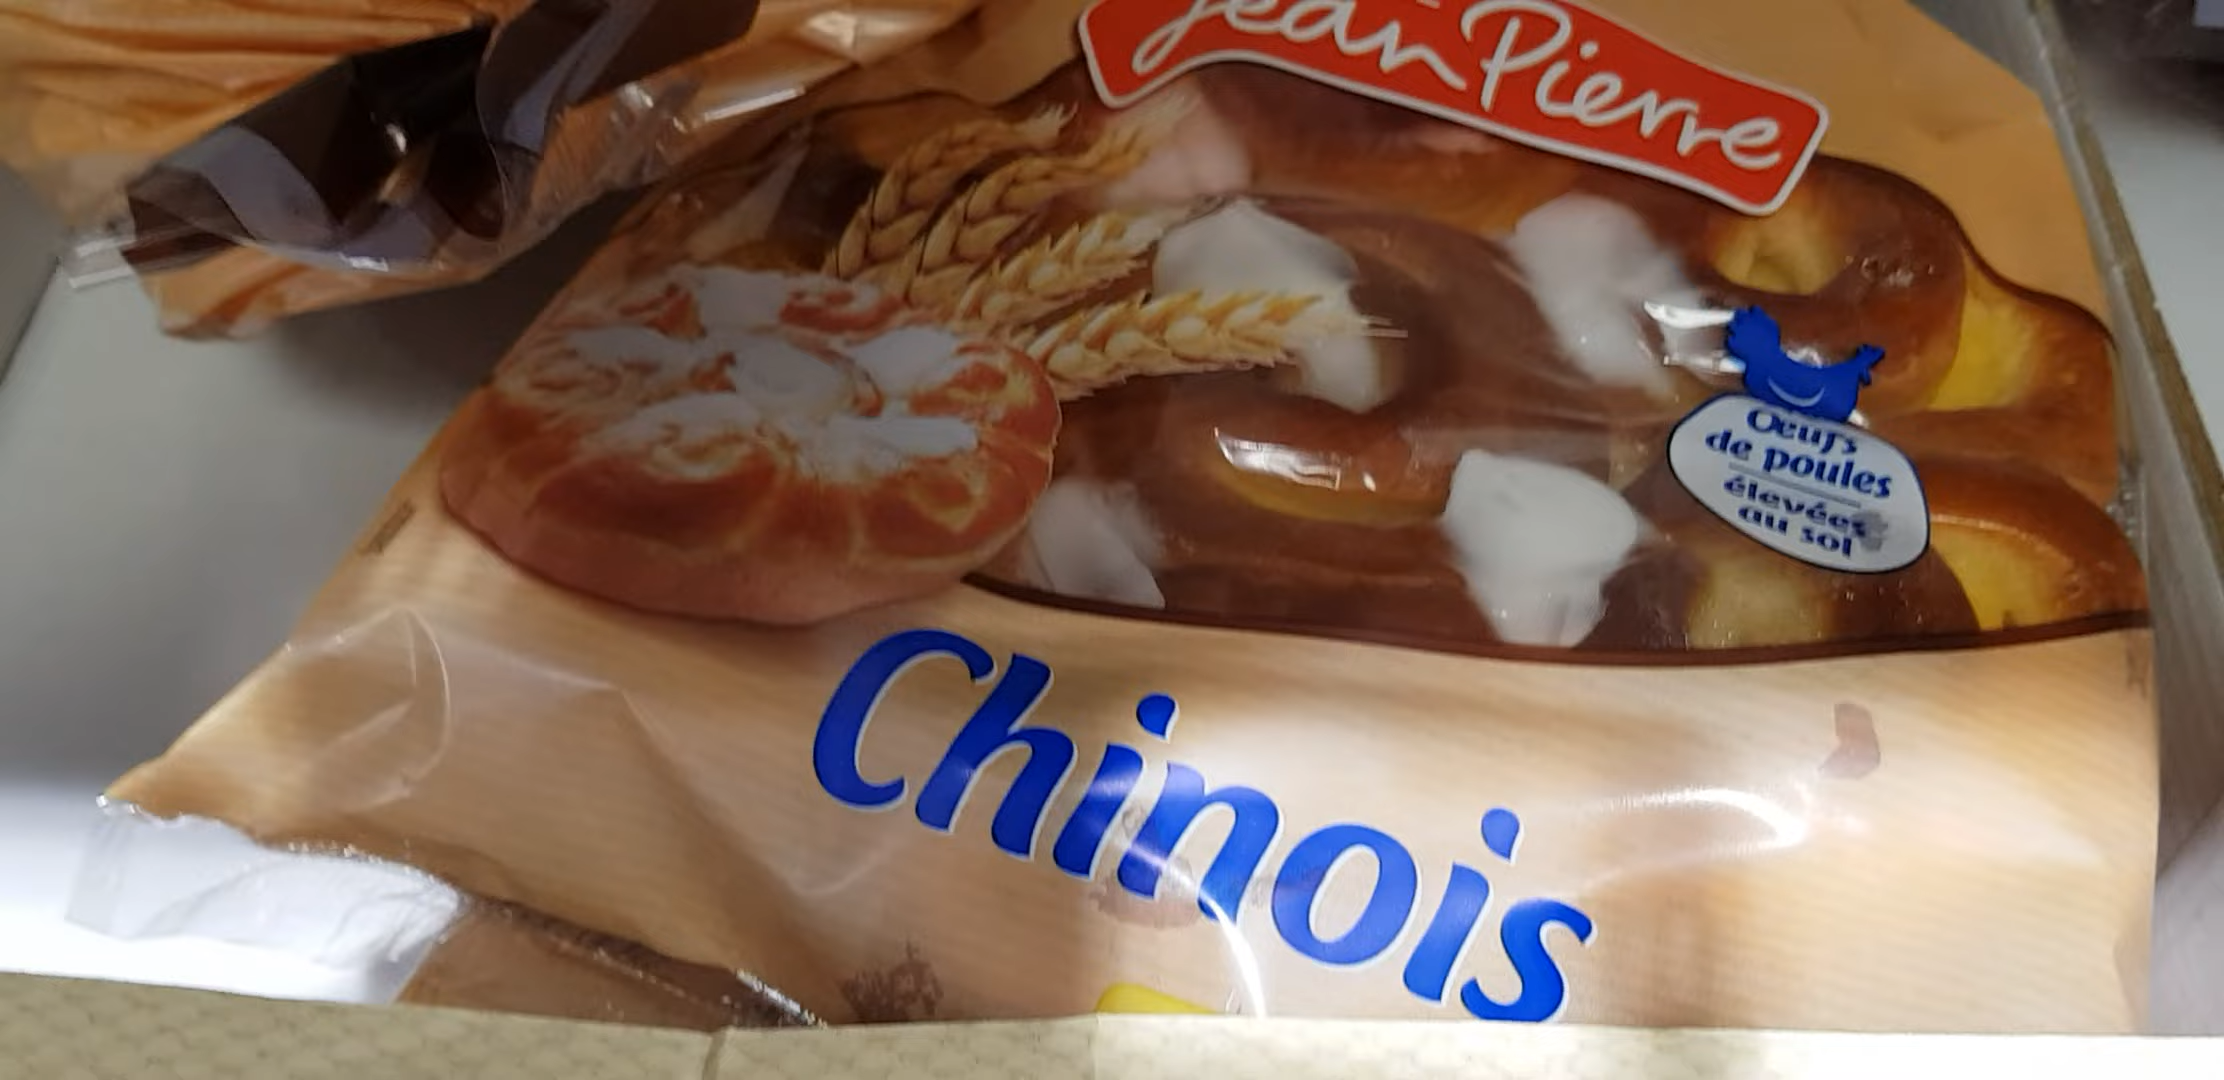 Jean Pierre
Oeufs
de poules
élevées
au sol
Chinois